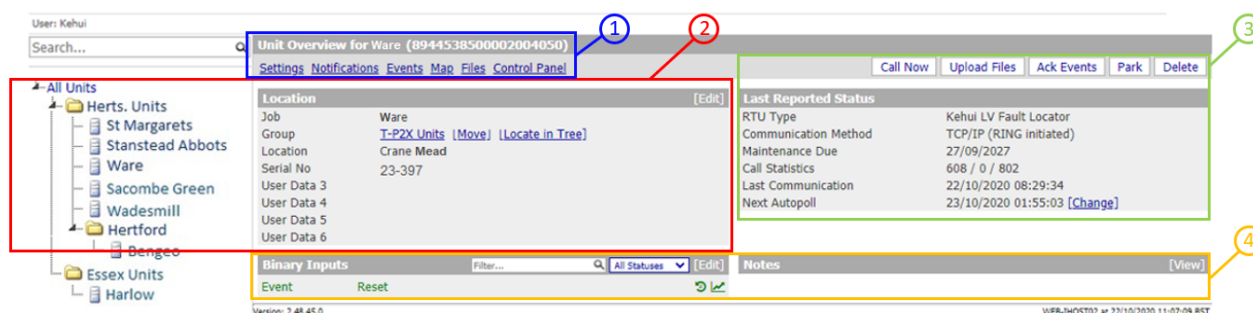 User: Kehui
Search...
All Units
Herts. Units
St Margarets
Stanstead Abbots
Ware
Sacombe Green
Wadesmill
Hertford
Bengeo
Essex Units
Harlow
1
Unit Overview for Ware (8944538500002004050)
Settings Notifications Events Map Files Control Panel
2
Location [Edit]
Job Ware
Group T-P2X Units [Move] [Locate in Tree]
Location Crane Mead
Serial No 23-397
User Data 3
User Data 4
User Data 5
User Data 6
3
Call Now Upload Files Ack Events Park Delete
Last Reported Status
RTU Type Kehui LV Fault Locator
Communication Method TCP/IP (RING initiated)
Maintenance Due 27/09/2027
Call Statistics 608 / 0 / 802
Last Communication 22/10/2020 08:29:34
Next Autopoll 23/10/2020 01:55:03 [Change]
4
Binary Inputs Filter... All Statuses [Edit]
Event Reset
Notes [View]
Version: 2.48.45.0
WEB-IHOST02 at 22/10/2020 11:07:09 BST